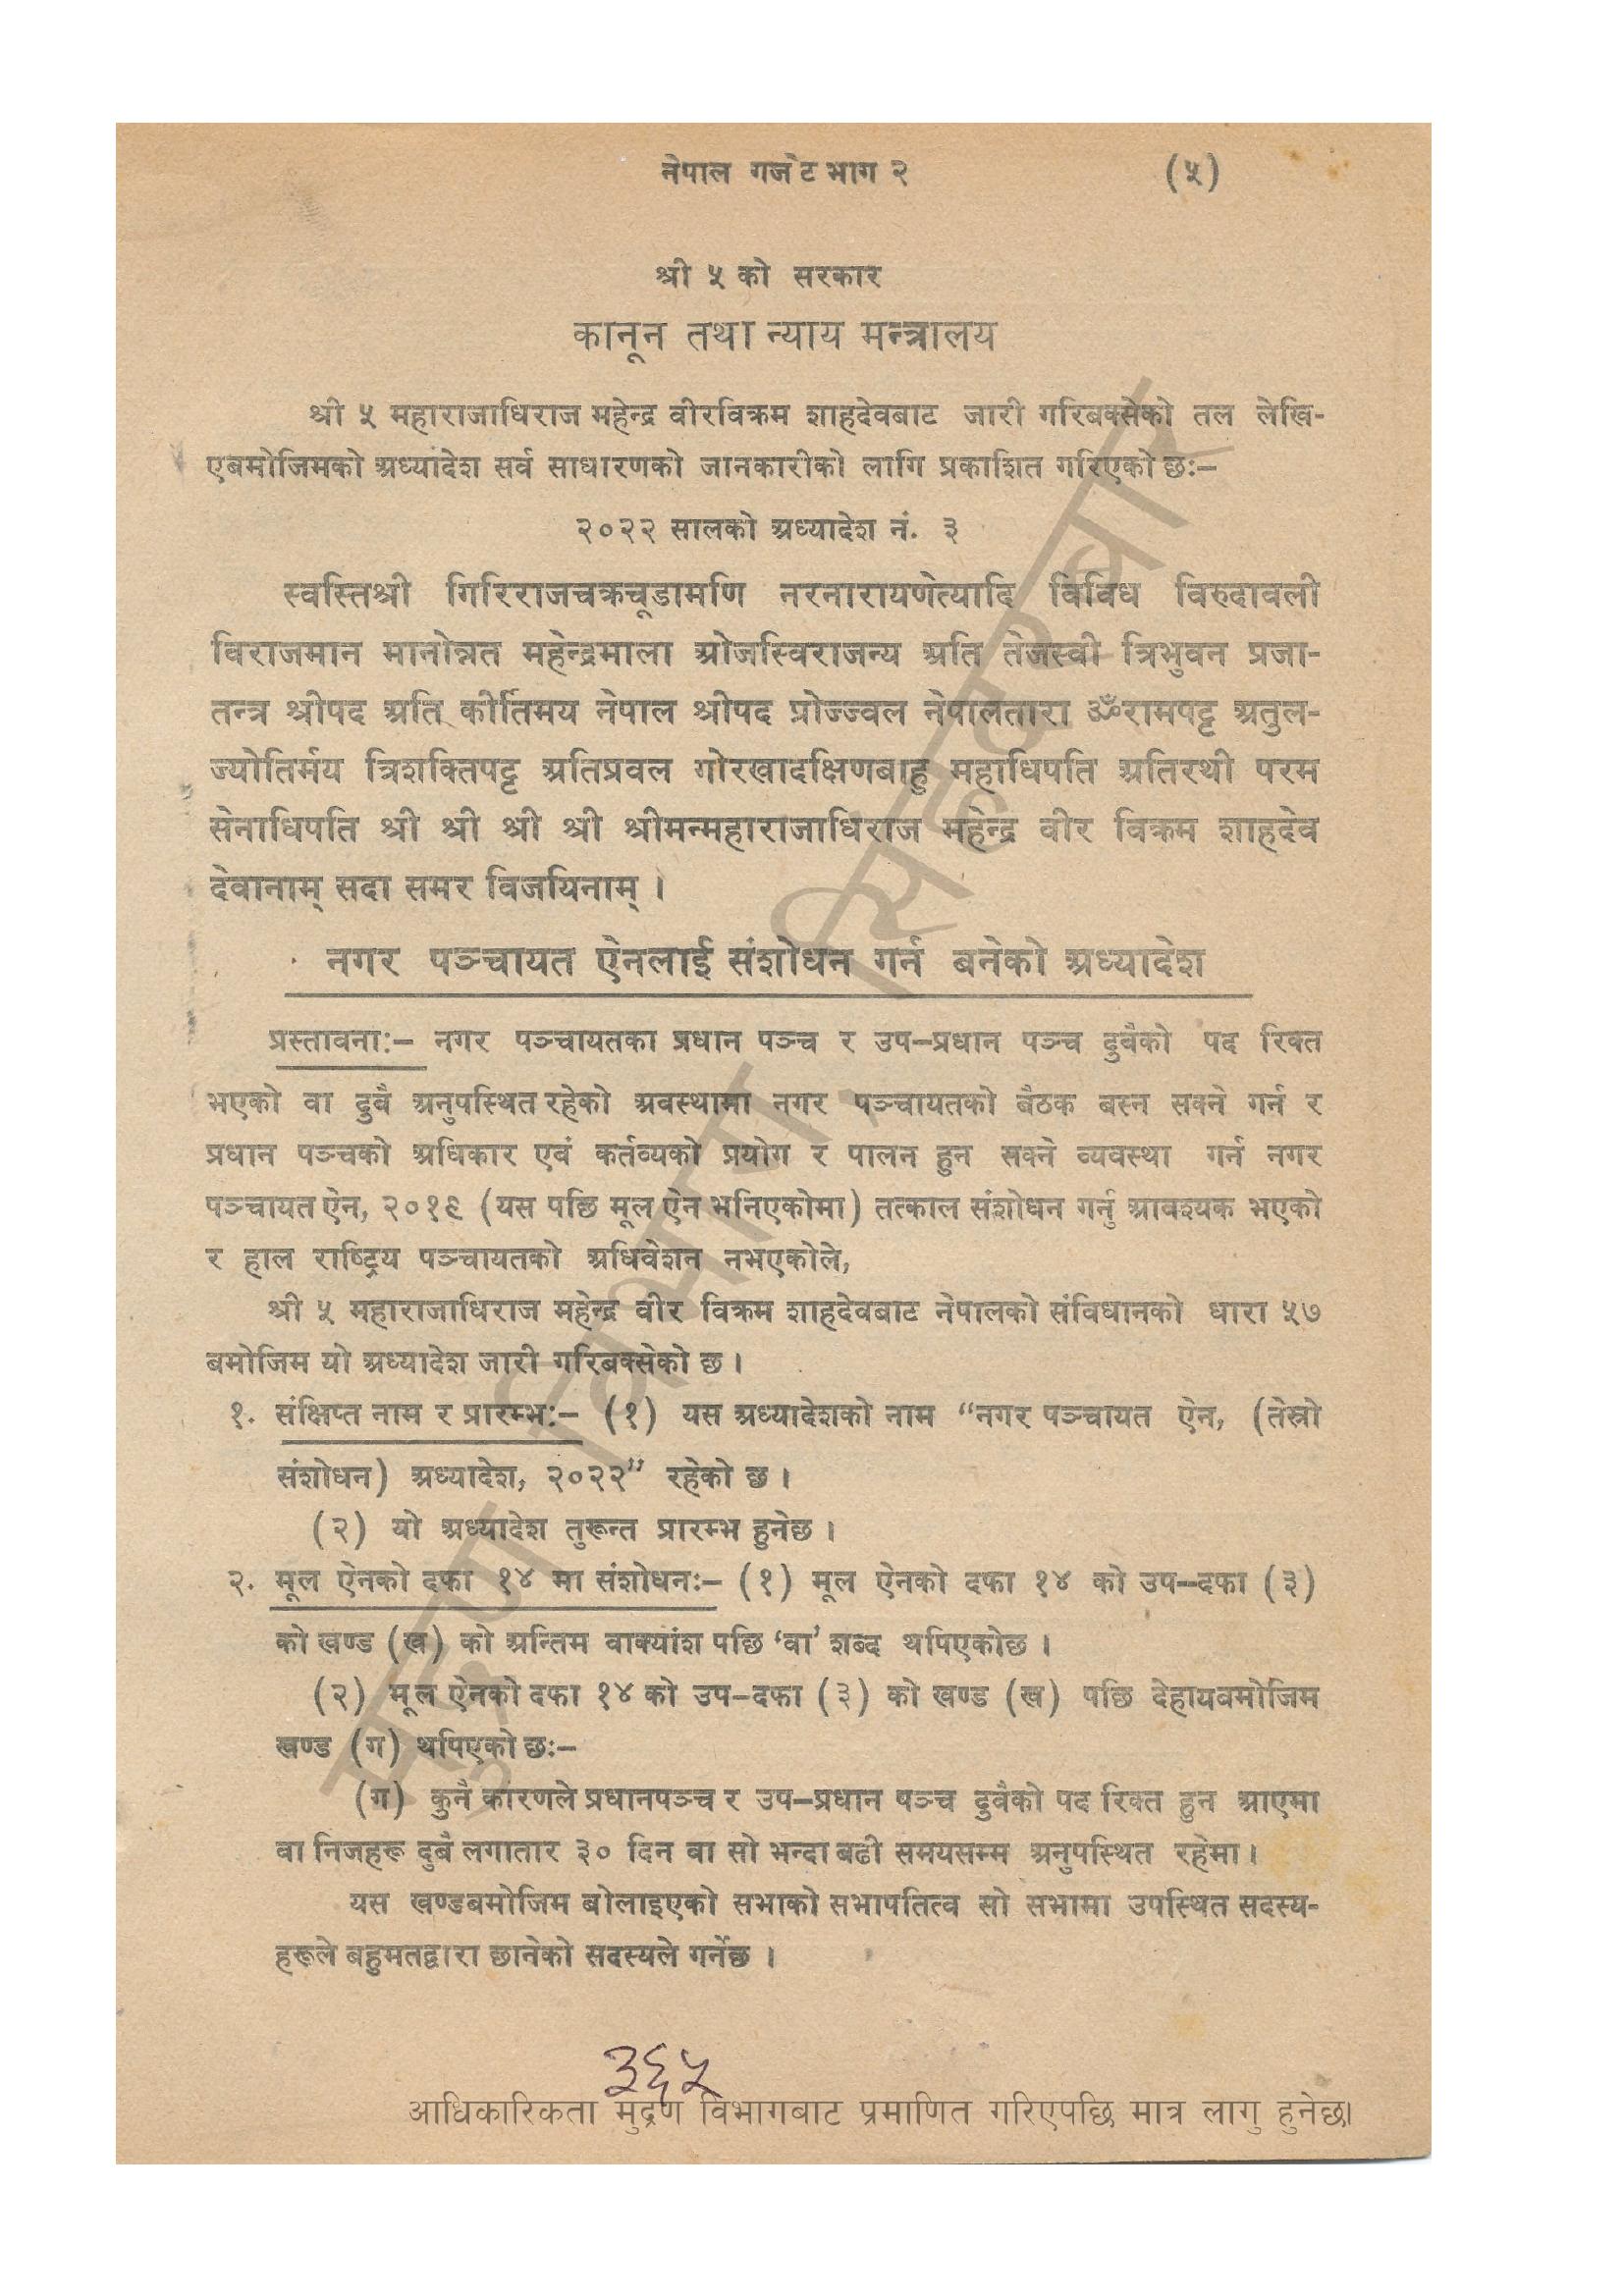 नेपाल गजेट भाग २ (५)
श्री ५ को सरकार
कानून तथा न्याय मन्त्रालय
श्री ५ महाराजाधिराज महेन्द्र वीरविक्रम शाहदेवबाट जारी गरिबक्सेको तल लेखि-
एबमोजिमको अध्यादेश सर्व साधारणको जानकारीको लागि प्रकाशित गरिएको छः–
२०२२ सालको अध्यादेश नं. ३
स्वस्तिश्री गिरिराजचक्रचूडामणि नरनारायणेत्यादि विविध विरुदावली
विराजमान मानोन्नत महेन्द्रमाला ओजस्विराजन्य अति तेजस्वी त्रिभुवन प्रजा-
तन्त्र श्रीपद अति कीर्तिमय नेपाल श्रीपद प्रोज्ज्वल नेपालतारा ॐरामपट्ट अतुल-
ज्योतिर्मय त्रिशक्तिपट्ट अतिप्रवल गोरखादक्षिणबाहु महाधिपति अतिरथी परम
सेनाधिपति श्री श्री श्री श्री श्रीमन्महाराजाधिराज महेन्द्र वीर विक्रम शाहदेव
देवानाम् सदा समर विजयिनाम् ।
नगर पञ्चायत ऐनलाई संशोधन गर्न बनेको अध्यादेश
प्रस्तावनाः– नगर पञ्चायतका प्रधान पञ्च र उप–प्रधान पञ्च दुबैको पद रिक्त
भएको वा दुबै अनुपस्थित रहेको अवस्थामा नगर पञ्चायतको बैठक बस्न सक्ने गर्न र
प्रधान पञ्चको अधिकार एवं कर्तव्यको प्रयोग र पालन हुन सक्ने व्यवस्था गर्न नगर
पञ्चायत ऐन, २०१९ (यस पछि मूल ऐन भनिएकोमा) तत्काल संशोधन गर्नु आवश्यक भएको
र हाल राष्ट्रिय पञ्चायतको अधिवेशन नभएकोले,
श्री ५ महाराजाधिराज महेन्द्र वीर विक्रम शाहदेवबाट नेपालको संविधानको धारा ५७
बमोजिम यो अध्यादेश जारी गरिबक्सेको छ ।
१. संक्षिप्त नाम र प्रारम्भः– (१) यस अध्यादेशको नाम “नगर पञ्चायत ऐन, (तेस्रो
संशोधन) अध्यादेश, २०२२” रहेको छ ।
(२) यो अध्यादेश तुरून्त प्रारम्भ हुनेछ ।
२. मूल ऐनको दफा १४ मा संशोधनः– (१) मूल ऐनको दफा १४ को उप–दफा (३)
को खण्ड (ख) को अन्तिम वाक्यांश पछि ‘वा’ शब्द थपिएकोछ ।
(२) मूल ऐनको दफा १४ को उप–दफा (३) को खण्ड (ख) पछि देहायवमोजिम
खण्ड (ग) थपिएको छः–
(ग) कुनै कारणले प्रधानपञ्च र उप–प्रधान पञ्च दुवैको पद रिक्त हुन आएमा
वा निजहरू दुबै लगातार ३० दिन वा सो भन्दा बढी समयसम्म अनुपस्थित रहेमा ।
यस खण्डबमोजिम बोलाइएको सभाको सभापतित्व सो सभामा उपस्थित सदस्य-
हरूले बहुमतद्वारा छानेको सदस्यले गर्नेछ ।
३६५
आधिकारिकता मुद्रण विभागबाट प्रमाणित गरिएपछि मात्र लागु हुनेछ।
मुद्रण विभाग, सिंहदरबार